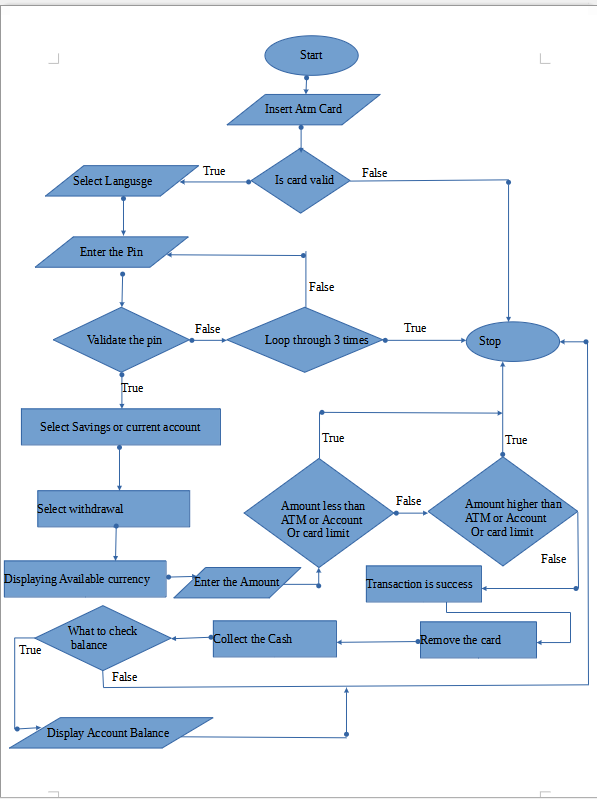 Start
Insert Atm Card
Is card valid
True
False
Select Langusge
Enter the Pin
False
Validate the pin
False
Loop through 3 times
True
Stop
True
Select Savings or current account
True
True
Select withdrawal
Amount less than
ATM or Account
Or card limit
False
Amount higher than
ATM or Account
Or card limit
False
Displaying Available currency
Enter the Amount
Transaction is success
What to check
balance
Collect the Cash
Remove the card
True
False
Display Account Balance